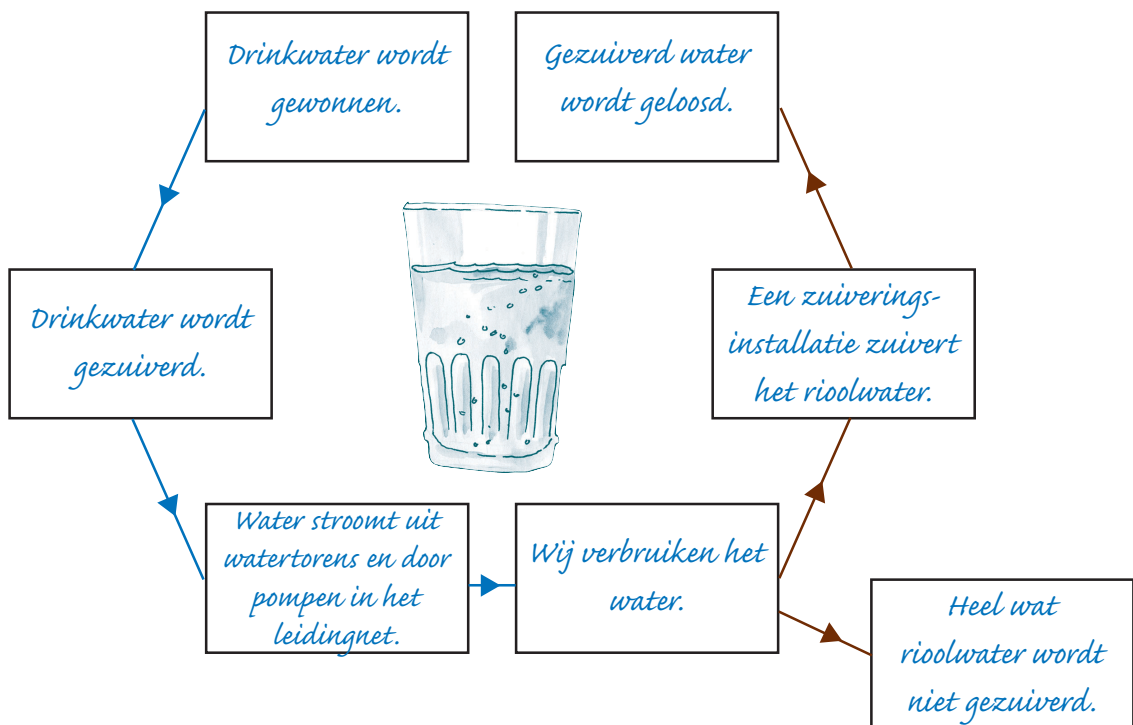 Drinkwater wordt
gewonnen.
Gezuiverd water
wordt geloosd.
Drinkwater wordt
gezuiverd.
Een zuiverings-
installatie zuivert
het rioolwater.
Water stroomt uit
watertorens en door
pompen in het
leidingnet.
Wij verbruiken het
water.
Heel wat
rioolwater wordt
niet gezuiverd.